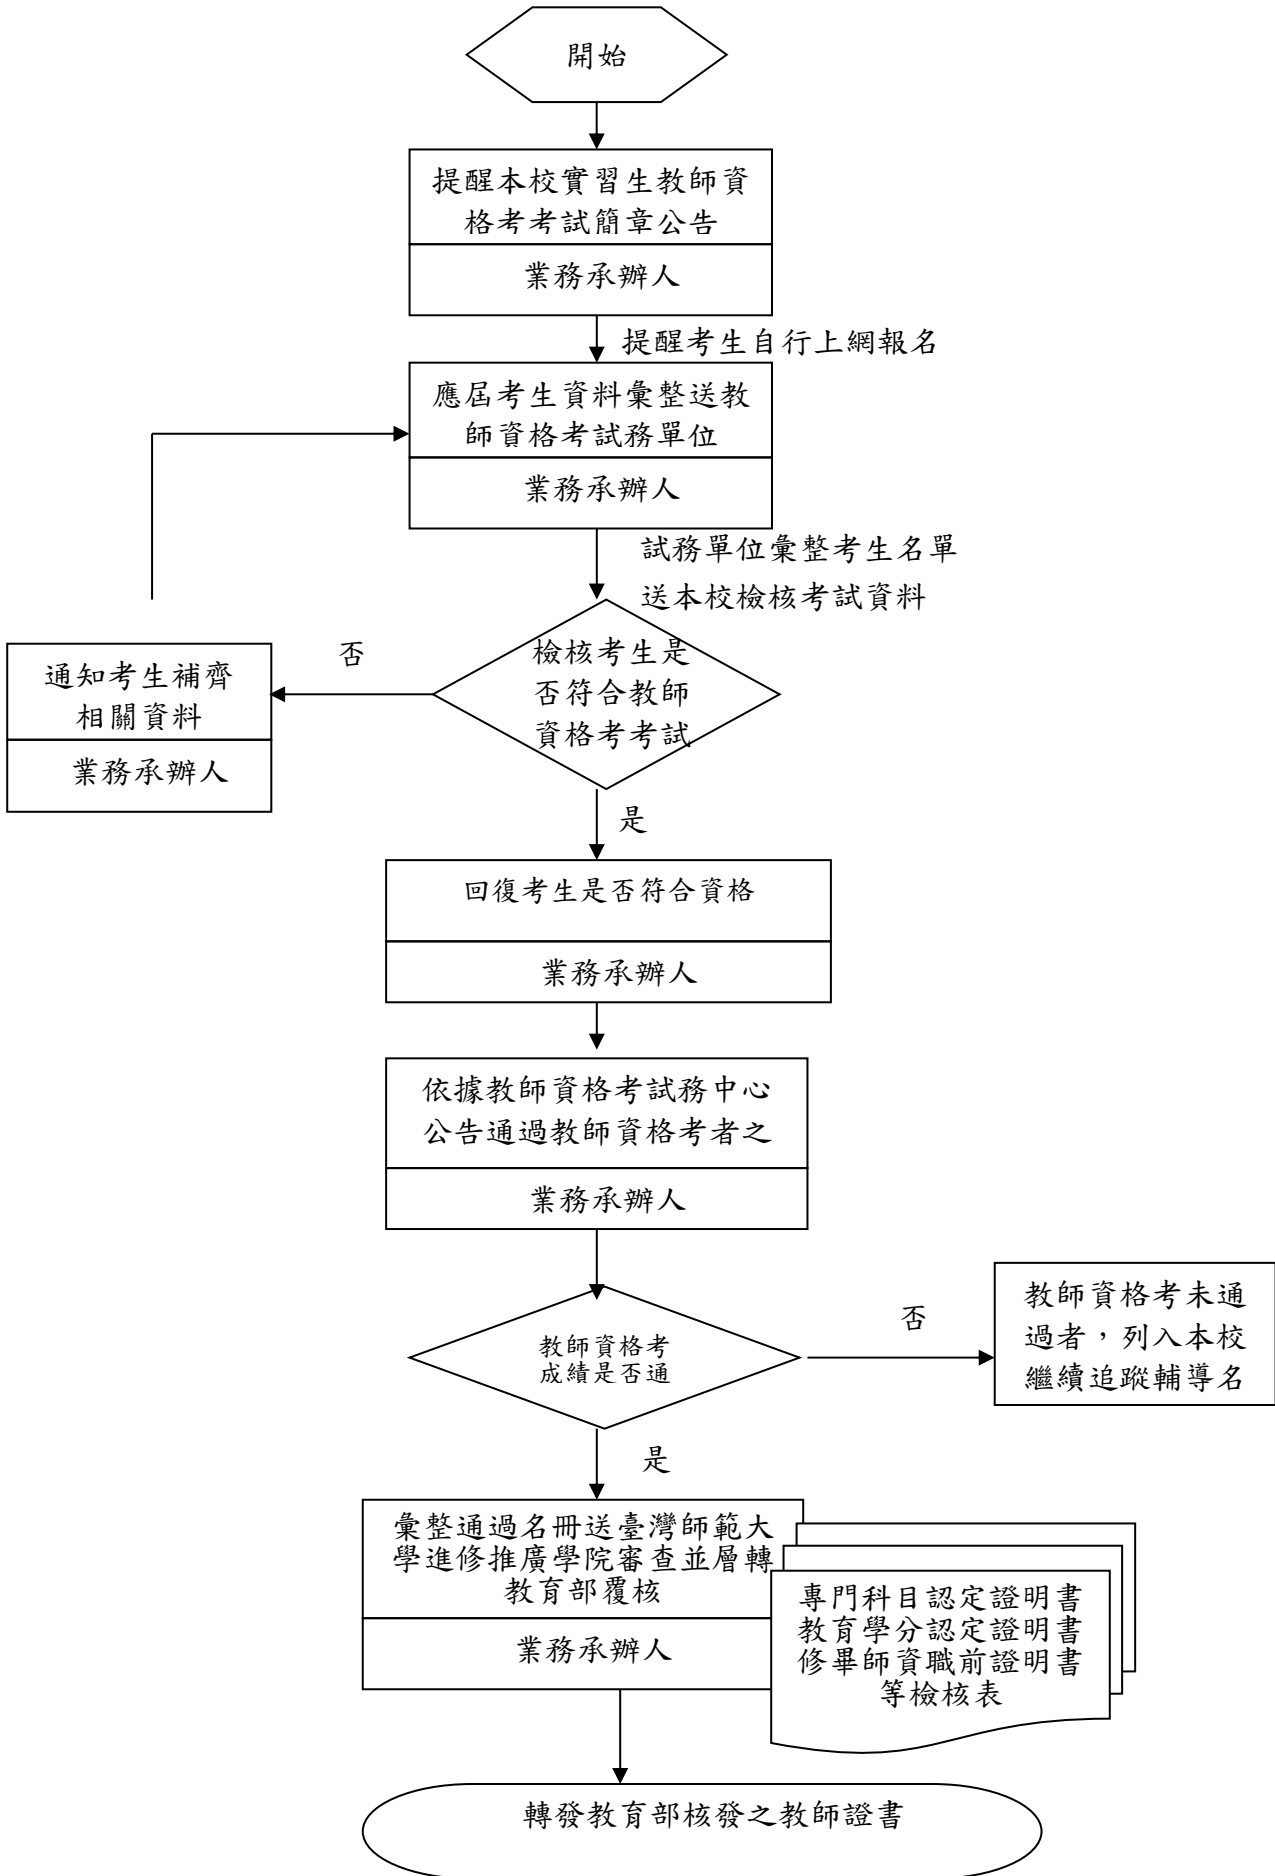 開始
提醒本校實習生教師資
格考考試簡章公告
業務承辦人
提醒考生自行上網報名
應屆考生資料彙整送教
師資格考試務單位
業務承辦人
試務單位彙整考生名單
送本校檢核考試資料
檢核考生是
否符合教師
資格考考試
否
通知考生補齊
相關資料
業務承辦人
是
回復考生是否符合資格
業務承辦人
依據教師資格考試務中心
公告通過教師資格考者之
業務承辦人
教師資格考
成績是否通
否
教師資格考未通
過者，列入本校
繼續追蹤輔導名
是
彙整通過名冊送臺灣師範大
學進修推廣學院審查並層轉
教育部覆核
業務承辦人
專門科目認定證明書
教育學分認定證明書
修畢師資職前證明書
等檢核表
轉發教育部核發之教師證書